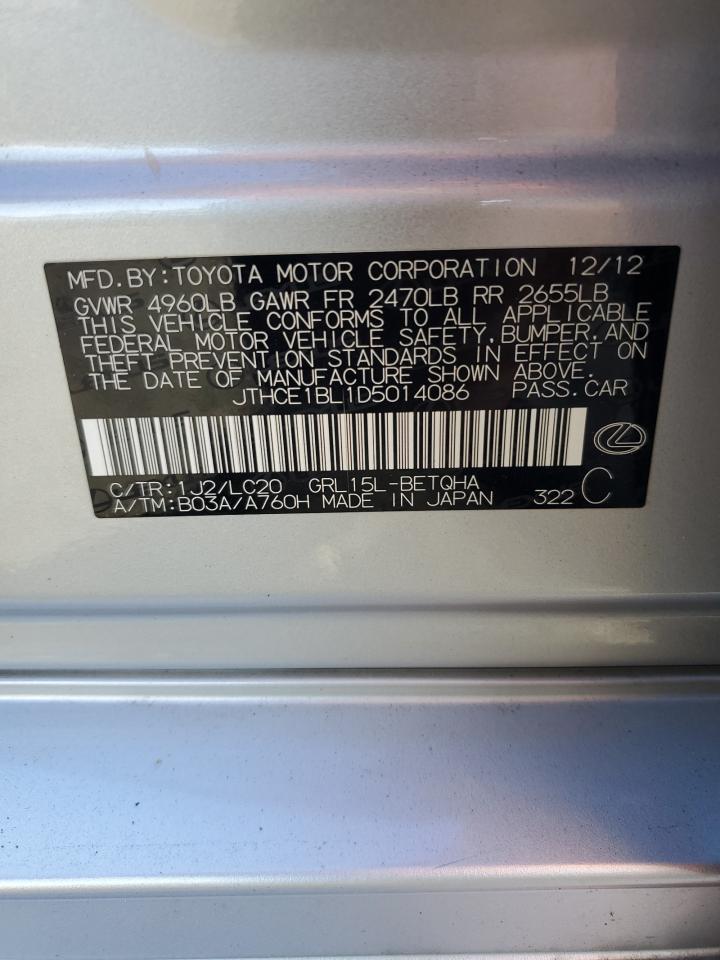 MFD.BY:TOYOTA MOTOR CORPORATION 12/12
GVWR 4960LB GAWR FR 2470LB RR 2655LB
THIS VEHICLE CONFORMS TO ALL APPLICABLE
FEDERAL MOTOR VEHICLE SAFETY,BUMPER,AND
THEFT PREVENTION STANDARDS IN EFFECT ON
THE DATE OF MANUFACTURE SHOWN ABOVE.
JTHCE1BL1D5014086 PASS.CAR
C/TR:1J2/LC20 GRL15L-BETQHA
A/TM:B03A/A760H MADE IN JAPAN 322 C